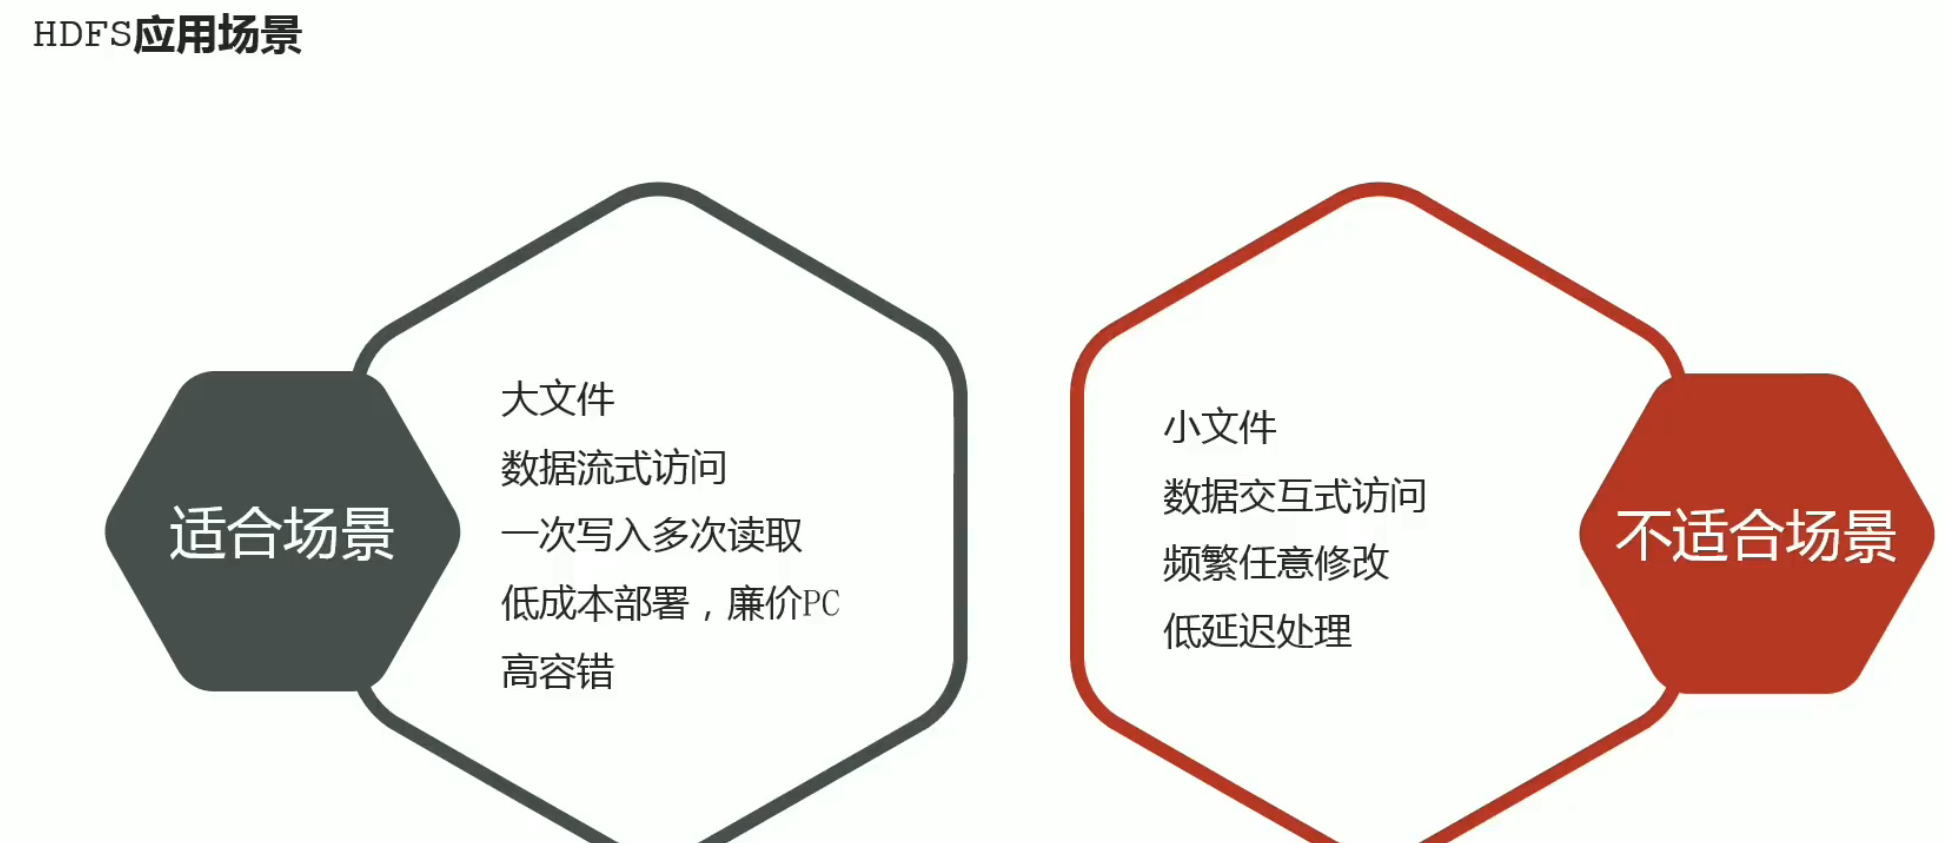 HDFS应用场景
适合场景
大文件
数据流式访问
一次写入多次读取
低成本部署，廉价PC
高容错
小文件
数据交互式访问
频繁任意修改
低延迟处理
不适合场景